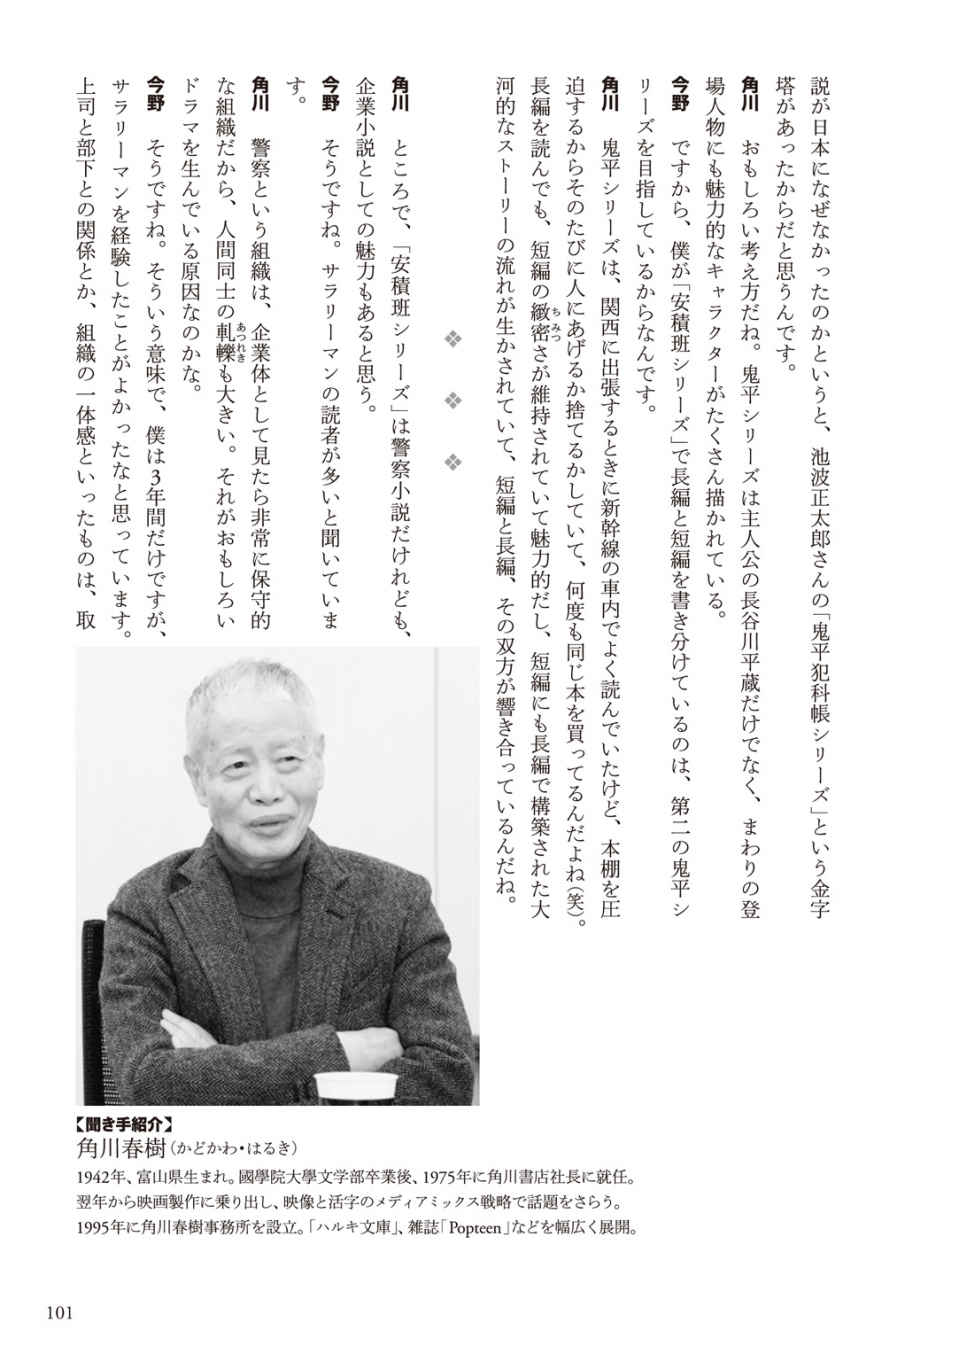 説が日本になぜなかったのかというと、池波正太郎さんの「鬼平犯科帳シリーズ」という金字
塔があったからだと思うんです。
角川　おもしろい考え方だね。鬼平シリーズは主人公の長谷川平蔵だけでなく、まわりの登
場人物にも魅力的なキャラクターがたくさん描かれている。
今野　ですから、僕が「安積班シリーズ」で長編と短編を書き分けているのは、第二の鬼平シ
リーズを目指しているからなんです。
角川　鬼平シリーズは、関西に出張するときに新幹線の車内でよく読んでいたけど、本棚を圧
迫するからそのたびに人にあげるか捨てるかしていて、何度も同じ本を買ってるんだよね（笑）。
長編を読んでも、短編の緻密さが維持されていて魅力的だし、短編にも長編で構築された大
ちみつ
河的なストーリーの流れが生かされていて、短編と長編、その双方が響き合っているんだね。
角川　ところで、「安積班シリーズ」は警察小説だけれども、
企業小説としての魅力もあると思う。
今野　そうですね。サラリーマンの読者が多いと聞いていま
す。
角川　警察という組織は、企業体として見たら非常に保守的
な組織だから、人間同士の軋轢も大きい。それがおもしろい
あつれき
ドラマを生んでいる原因なのかな。
今野　そうですね。そういう意味で、僕は3年間だけですが、
サラリーマンを経験したことがよかったなと思っています。
上司と部下との関係とか、組織の一体感といったものは、取
【聞き手紹介】
角川春樹（かどかわ・はるき）
1942年、富山県生まれ。國學院大學文学部卒業後、1975年に角川書店社長に就任。
翌年から映画製作に乗り出し、映像と活字のメディアミックス戦略で話題をさらう。
1995年に角川春樹事務所を設立。「ハルキ文庫」、雑誌「Popteen」などを幅広く展開。
101